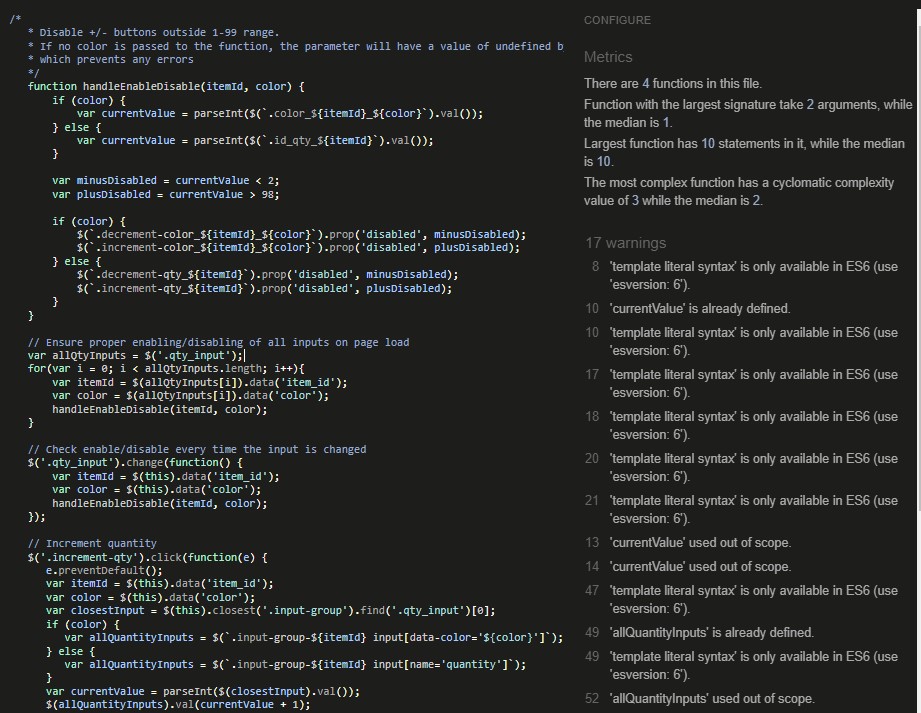 /*
* Disable +/- buttons outside 1-99 range.
* If no color is passed to the function, the parameter will have a value of undefined b
* which prevents any errors
*/
function handleEnableDisable(itemId, color) {
if (color) {
var currentValue = parseInt($(`.color_${itemId}_${color}`).val());
} else {
var currentValue = parseInt($(`.id_qty_${itemId}`).val());
}
var minusDisabled = currentValue < 2;
var plusDisabled = currentValue > 98;
if (color) {
$(`.decrement-color_${itemId}_${color}`).prop('disabled', minusDisabled);
$(`.increment-color_${itemId}_${color}`).prop('disabled', plusDisabled);
} else {
$(`.decrement-qty_${itemId}`).prop('disabled', minusDisabled);
$(`.increment-qty_${itemId}`).prop('disabled', plusDisabled);
}
}
// Ensure proper enabling/disabling of all inputs on page load
var allQtyInputs = $('.qty_input');
for(var i = 0; i < allQtyInputs.length; i++){
var itemId = $(allQtyInputs[i]).data('item_id');
var color = $(allQtyInputs[i]).data('color');
handleEnableDisable(itemId, color);
}
// Check enable/disable every time the input is changed
$('.qty_input').change(function() {
var itemId = $(this).data('item_id');
var color = $(this).data('color');
handleEnableDisable(itemId, color);
});
// Increment quantity
$('.increment-qty').click(function(e) {
e.preventDefault();
var itemId = $(this).data('item_id');
var color = $(this).data('color');
var closestInput = $(this).closest('.input-group').find('.qty_input')[0];
if (color) {
var allQuantityInputs = $(`.input-group-${itemId} input[data-color='${color}']`);
} else {
var allQuantityInputs = $(`.input-group-${itemId} input[name='quantity']`);
}
var currentValue = parseInt($(closestInput).val());
$(allQuantityInputs).val(currentValue + 1);
CONFIGURE
Metrics
There are 4 functions in this file.
Function with the largest signature take 2 arguments, while
the median is 1.
Largest function has 10 statements in it, while the median
is 10.
The most complex function has a cyclomatic complexity
value of 3 while the median is 2.
17 warnings
8 'template literal syntax' is only available in ES6 (use
'esversion: 6').
10 'currentValue' is already defined.
10 'template literal syntax' is only available in ES6 (use
'esversion: 6').
17 'template literal syntax' is only available in ES6 (use
'esversion: 6').
18 'template literal syntax' is only available in ES6 (use
'esversion: 6').
20 'template literal syntax' is only available in ES6 (use
'esversion: 6').
21 'template literal syntax' is only available in ES6 (use
'esversion: 6').
13 'currentValue' used out of scope.
14 'currentValue' used out of scope.
47 'template literal syntax' is only available in ES6 (use
'esversion: 6').
49 'allQuantityInputs' is already defined.
49 'template literal syntax' is only available in ES6 (use
'esversion: 6').
52 'allQuantityInputs' used out of scope.